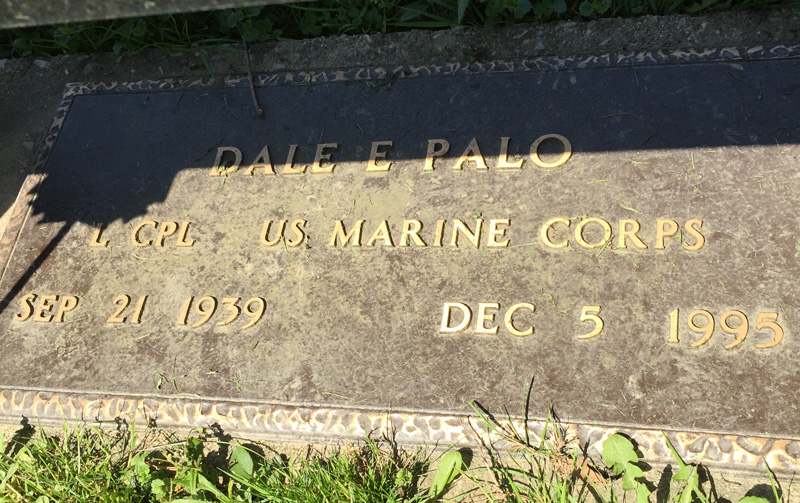 DALE E PALO
L CPL US MARINE CORPS
SEP 21 1939 DEC 5 1995